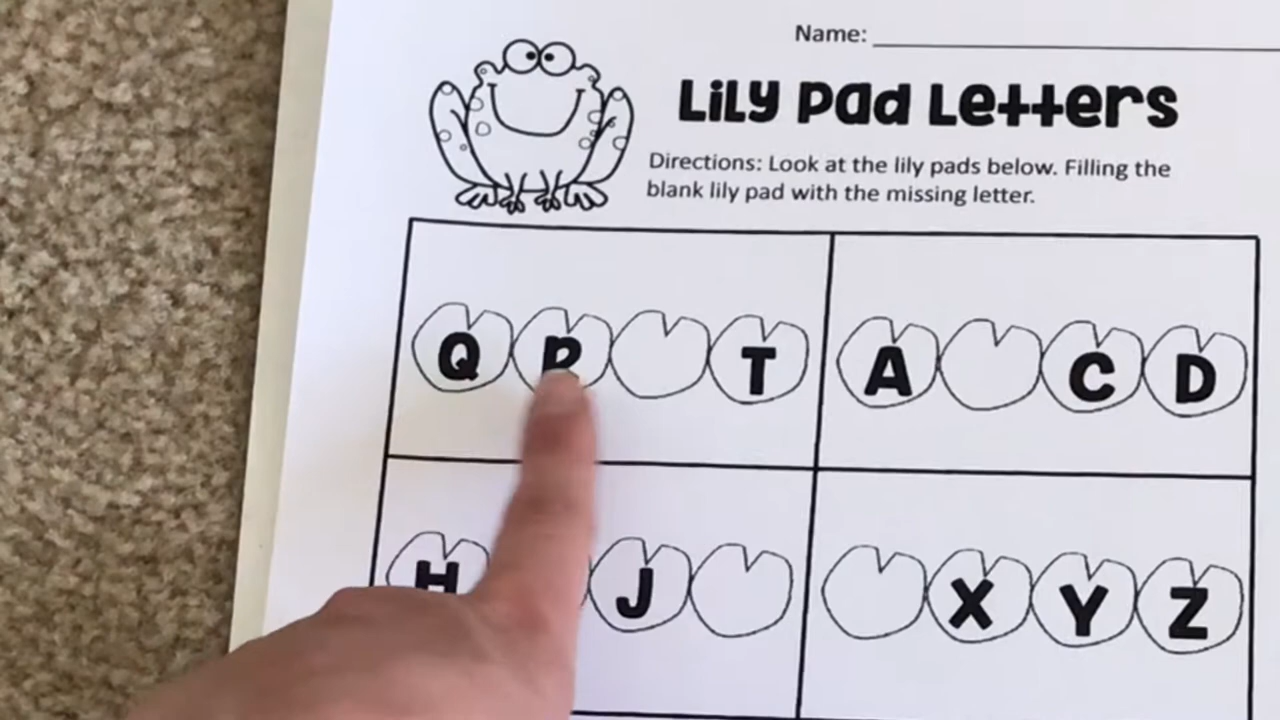 Name:
Lily Pad Letters
Directions: Look at the lily pads below. Filling the
blank lily pad with the missing letter.
Q R T
A C D
H J
X Y Z